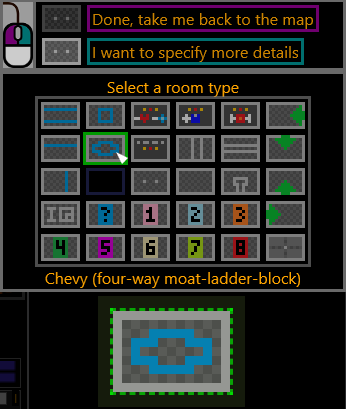 Done, take me back to the map
I want to specify more details
Select a room type
? 1 2 3
4 5 6 7 8
Chevy (four-way moat-ladder-block)